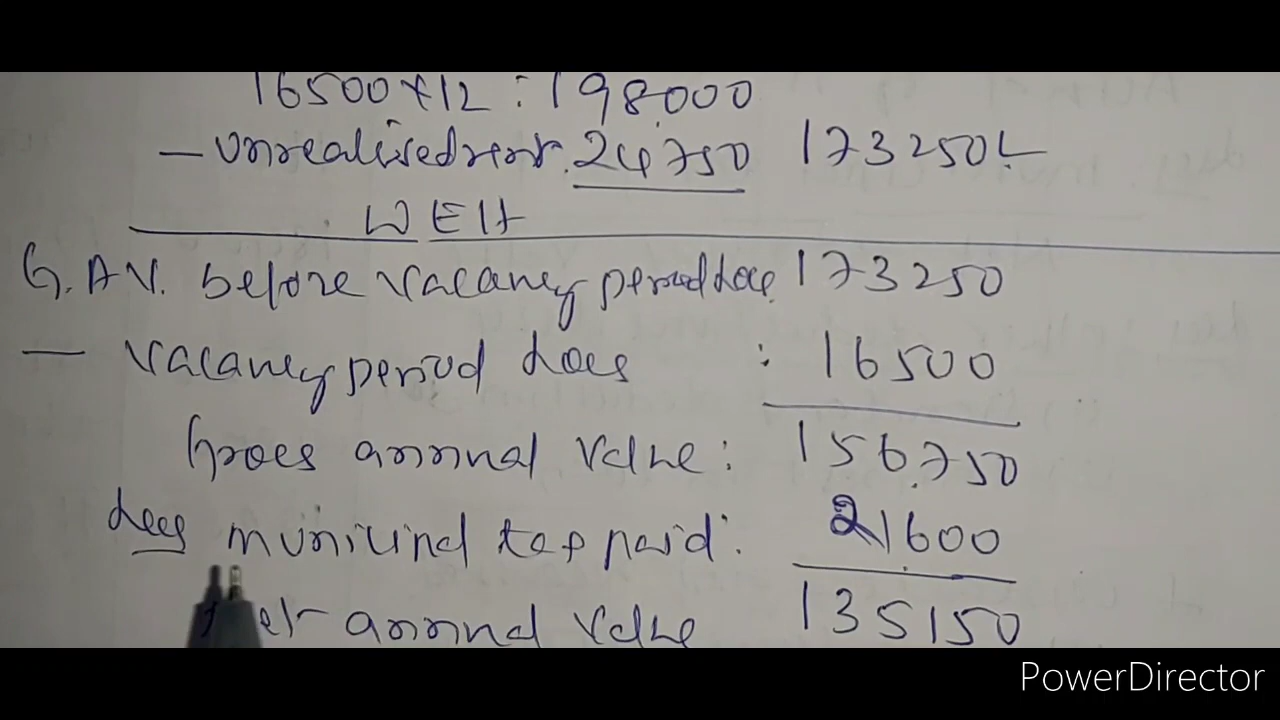 16500×12 : 198000
– Unrealised rent. 24750 173250
W E H
G.A.V. before vacancy period loss 173250
– Vacancy period loss : 16500
Gross annual value : 156750
Less municipal tax paid : 21600
Net annual value 135150
PowerDirector